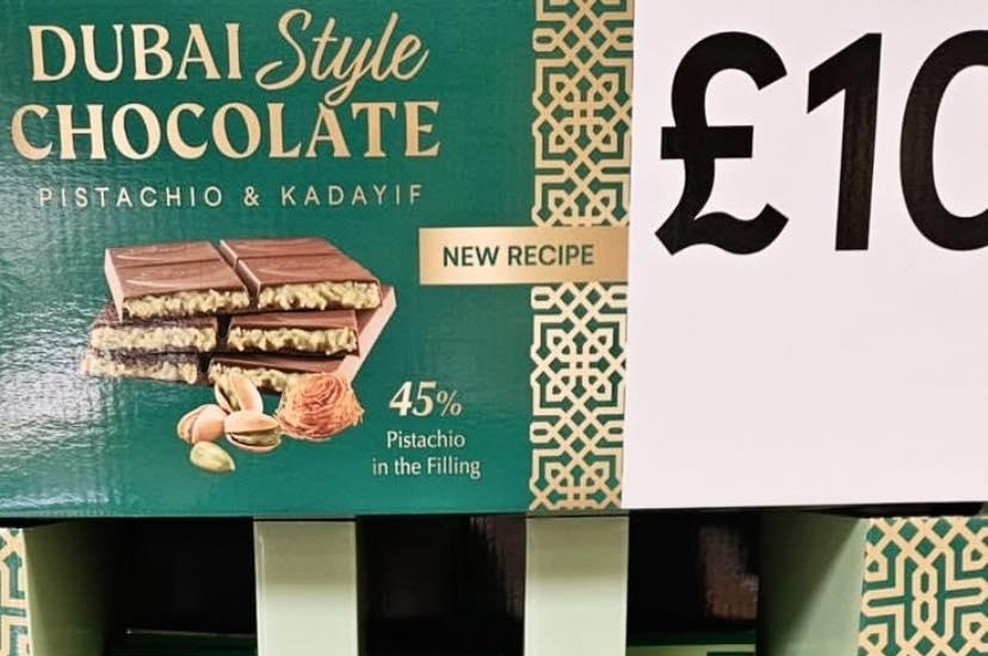 DUBAI Style
CHOCOLATE
PISTACHIO & KADAYIF
NEW RECIPE
45%
Pistachio
in the Filling
£10